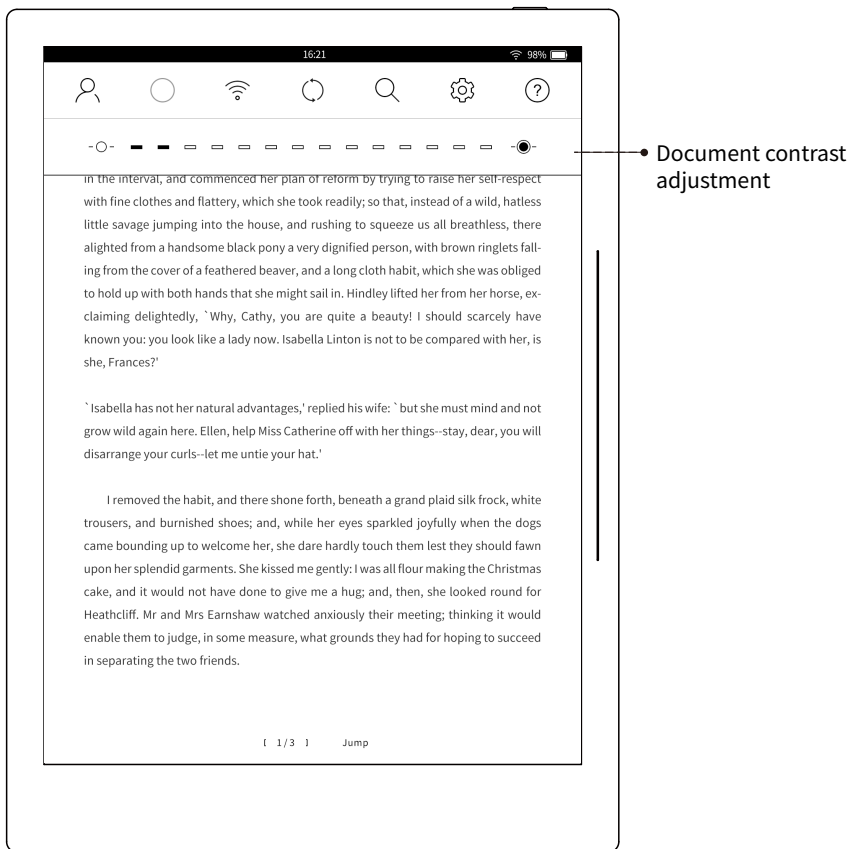 16:21
98%
?
Document contrast
adjustment
in the interval, and commenced her plan of reform by trying to raise her self-respect
with fine clothes and flattery, which she took readily; so that, instead of a wild, hatless
little savage jumping into the house, and rushing to squeeze us all breathless, there
alighted from a handsome black pony a very dignified person, with brown ringlets fall-
ing from the cover of a feathered beaver, and a long cloth habit, which she was obliged
to hold up with both hands that she might sail in. Hindley lifted her from her horse, ex-
claiming delightedly, `Why, Cathy, you are quite a beauty! I should scarcely have
known you: you look like a lady now. Isabella Linton is not to be compared with her, is
she, Frances?'
`Isabella has not her natural advantages,' replied his wife: `but she must mind and not
grow wild again here. Ellen, help Miss Catherine off with her things--stay, dear, you will
disarrange your curls--let me untie your hat.'
I removed the habit, and there shone forth, beneath a grand plaid silk frock, white
trousers, and burnished shoes; and, while her eyes sparkled joyfully when the dogs
came bounding up to welcome her, she dare hardly touch them lest they should fawn
upon her splendid garments. She kissed me gently: I was all flour making the Christmas
cake, and it would not have done to give me a hug; and, then, she looked round for
Heathcliff. Mr and Mrs Earnshaw watched anxiously their meeting; thinking it would
enable them to judge, in some measure, what grounds they had for hoping to succeed
in separating the two friends.
[ 1/3 ] Jump